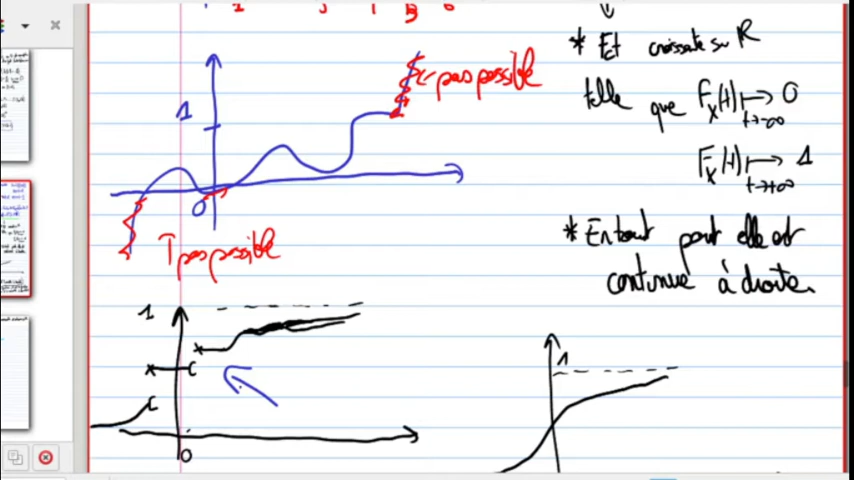 * Est croissante sur R
telle que F_X(t) ⟼ 0
t→-∞
F_X(t) ⟼ 1
t→+∞
* En tout point elle est
continue à droite.
← pas possible
1
0
↑ pas possible
1
0
1